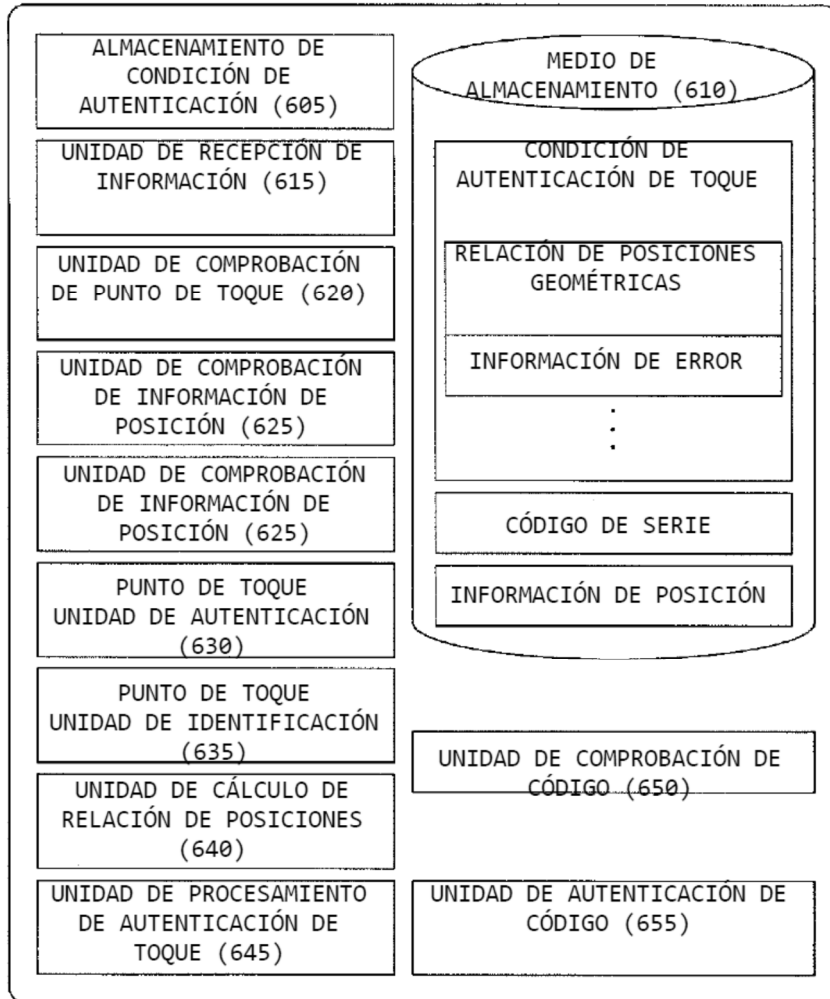 ALMACENAMIENTO DE
CONDICIÓN DE
AUTENTICACIÓN (605)
UNIDAD DE RECEPCIÓN DE
INFORMACIÓN (615)
UNIDAD DE COMPROBACIÓN
DE PUNTO DE TOQUE (620)
UNIDAD DE COMPROBACIÓN
DE INFORMACIÓN DE
POSICIÓN (625)
UNIDAD DE COMPROBACIÓN
DE INFORMACIÓN DE
POSICIÓN (625)
PUNTO DE TOQUE
UNIDAD DE AUTENTICACIÓN
(630)
PUNTO DE TOQUE
UNIDAD DE IDENTIFICACIÓN
(635)
UNIDAD DE CÁLCULO DE
RELACIÓN DE POSICIONES
(640)
UNIDAD DE PROCESAMIENTO
DE AUTENTICACIÓN DE
TOQUE (645)
MEDIO DE
ALMACENAMIENTO (610)
CONDICIÓN DE
AUTENTICACIÓN DE TOQUE
RELACIÓN DE POSICIONES
GEOMÉTRICAS
INFORMACIÓN DE ERROR
CÓDIGO DE SERIE
INFORMACIÓN DE POSICIÓN
UNIDAD DE COMPROBACIÓN DE
CÓDIGO (650)
UNIDAD DE AUTENTICACIÓN DE
CÓDIGO (655)